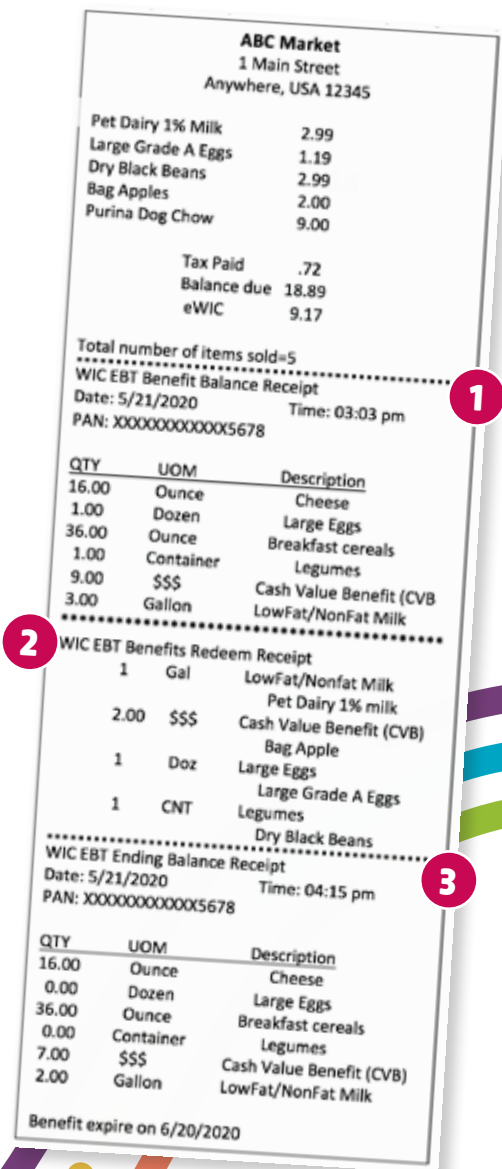 ABC Market
1 Main Street
Anywhere, USA 12345
Pet Dairy 1% Milk 2.99
Large Grade A Eggs 1.19
Dry Black Beans 2.99
Bag Apples 2.00
Purina Dog Chow 9.00
Tax Paid .72
Balance due 18.89
eWIC 9.17
Total number of items sold=5
1
WIC EBT Benefit Balance Receipt
Date: 5/21/2020 Time: 03:03 pm
PAN: XXXXXXXXXXXX5678
QTY UOM Description
16.00 Ounce Cheese
1.00 Dozen Large Eggs
36.00 Ounce Breakfast cereals
1.00 Container Legumes
9.00 $$$ Cash Value Benefit (CVB
3.00 Gallon LowFat/NonFat Milk
2
WIC EBT Benefits Redeem Receipt
1 Gal LowFat/Nonfat Milk
Pet Dairy 1% milk
2.00 $$$ Cash Value Benefit (CVB)
Bag Apple
1 Doz Large Eggs
Large Grade A Eggs
1 CNT Legumes
Dry Black Beans
3
WIC EBT Ending Balance Receipt
Date: 5/21/2020 Time: 04:15 pm
PAN: XXXXXXXXXXXX5678
QTY UOM Description
16.00 Ounce Cheese
0.00 Dozen Large Eggs
36.00 Ounce Breakfast cereals
0.00 Container Legumes
7.00 $$$ Cash Value Benefit (CVB)
2.00 Gallon LowFat/NonFat Milk
Benefit expire on 6/20/2020